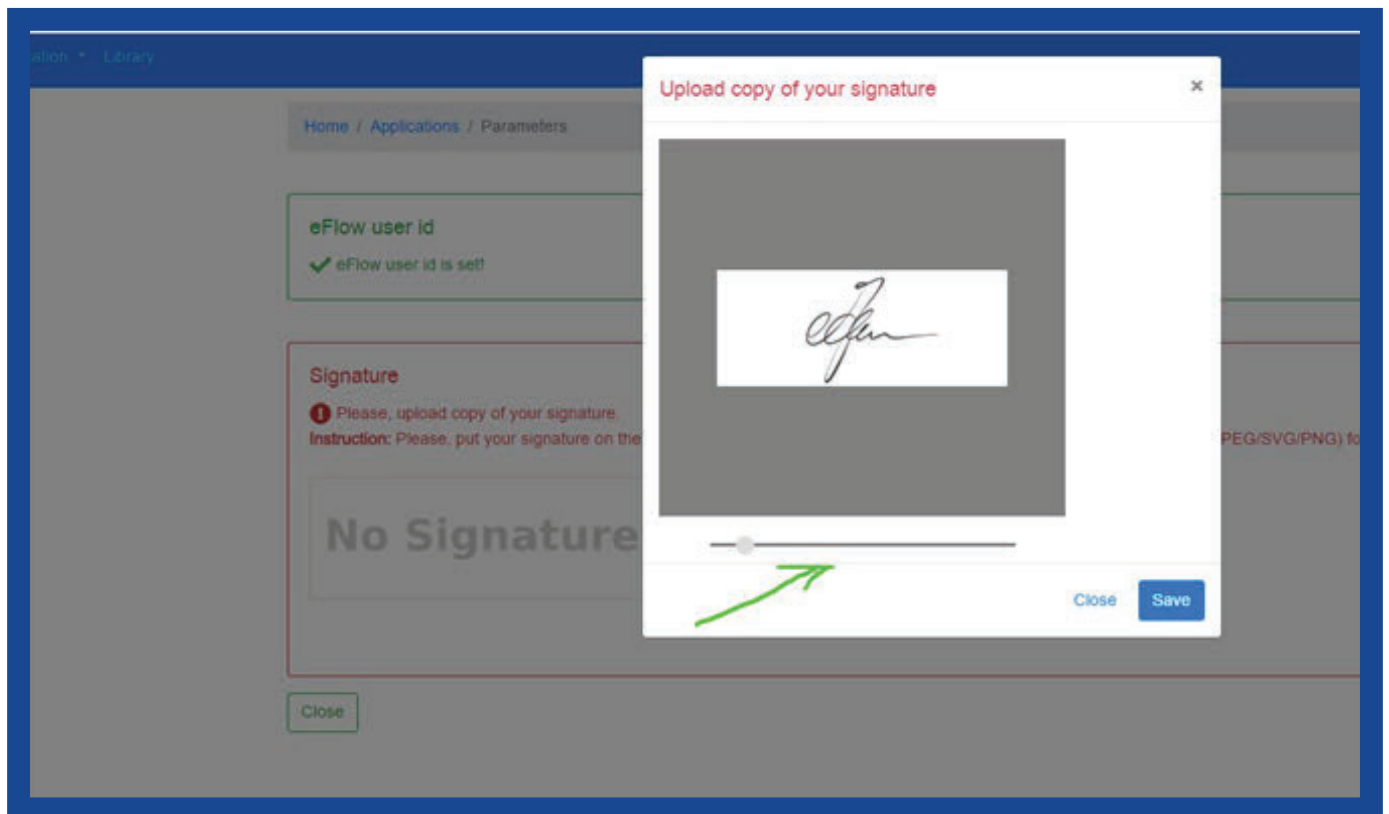 Library
Upload copy of your signature ×
Home / Applications / Parameters
eFlow user id
eFlow user id is set!
Signature
Please, upload copy of your signature.
Instruction: Please, put your signature on the
PEG/SVG/PNG) fo
No Signature
Close Save
Close